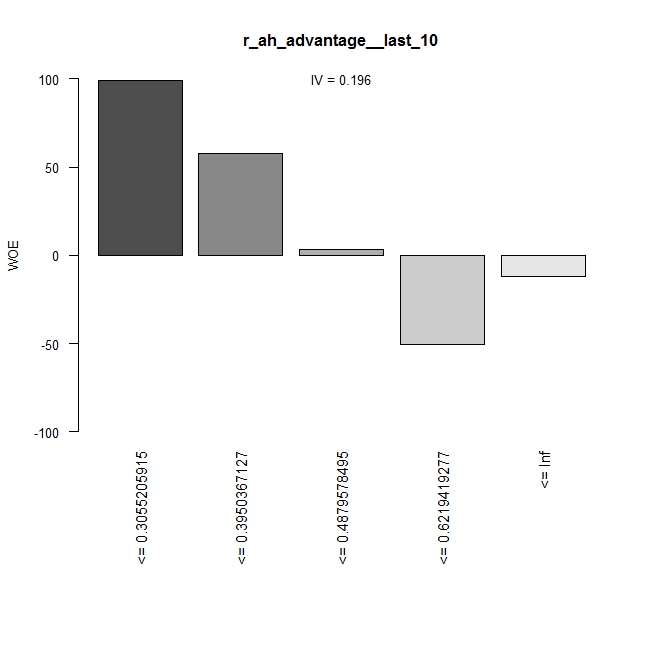 r_ah_advantage__last_10
IV = 0.196
WOE
100
50
0
-50
-100
<= 0.3055205915
<= 0.3950367127
<= 0.4879578495
<= 0.6219419277
<= Inf